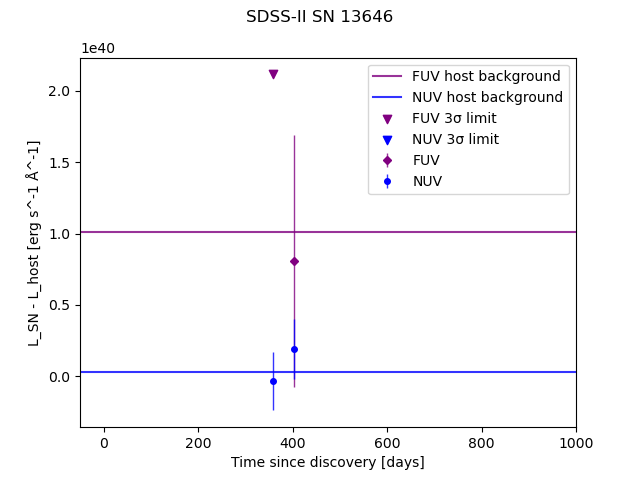 SDSS-II SN 13646
1e40
FUV host background
NUV host background
FUV 3σ limit
NUV 3σ limit
FUV
NUV
2.0
1.5
1.0
0.5
0.0
L_SN - L_host [erg s^-1 Å^-1]
0 200 400 600 800 1000
Time since discovery [days]